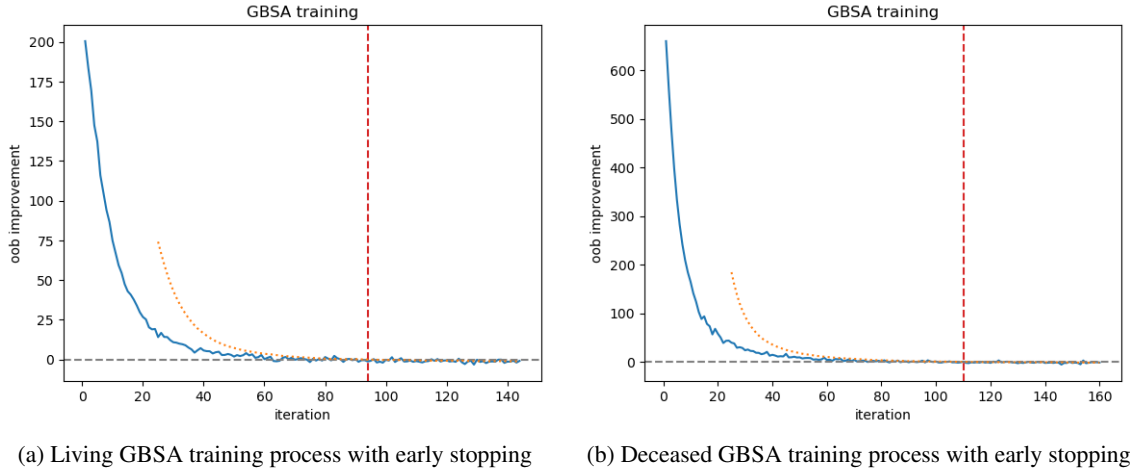 GBSA training
200
175
150
125
100
75
50
25
0
oob improvement
0 20 40 60 80 100 120 140
iteration
(a) Living GBSA training process with early stopping
GBSA training
600
500
400
300
200
100
0
oob improvement
0 20 40 60 80 100 120 140 160
iteration
(b) Deceased GBSA training process with early stopping